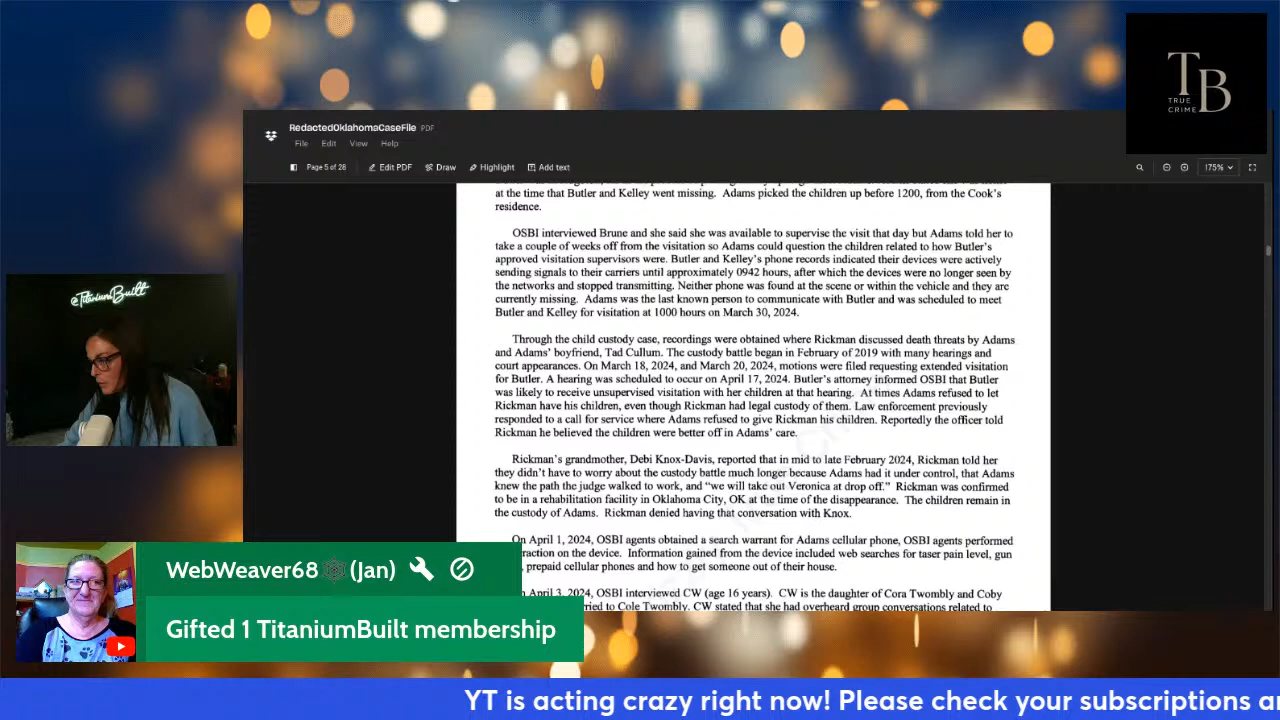 TB
TRUE
CRIME
RedactedOklahomaCaseFile PDF
File Edit View Help
Page 5 of 28 Edit PDF Draw Highlight Add text 175%
at the time that Butler and Kelley went missing. Adams picked the children up before 1200, from the Cook's
residence.
OSBI interviewed Brune and she said she was available to supervise the visit that day but Adams told her to
take a couple of weeks off from the visitation so Adams could question the children related to how Butler's
approved visitation supervisors were. Butler and Kelley's phone records indicated their devices were actively
sending signals to their carriers until approximately 0942 hours, after which the devices were no longer seen by
the networks and stopped transmitting. Neither phone was found at the scene or within the vehicle and they are
currently missing. Adams was the last known person to communicate with Butler and was scheduled to meet
Butler and Kelley for visitation at 1000 hours on March 30, 2024.
Through the child custody case, recordings were obtained where Rickman discussed death threats by Adams
and Adams' boyfriend, Tad Cullum. The custody battle began in February of 2019 with many hearings and
court appearances. On March 18, 2024, and March 20, 2024, motions were filed requesting extended visitation
for Butler. A hearing was scheduled to occur on April 17, 2024. Butler's attorney informed OSBI that Butler
was likely to receive unsupervised visitation with her children at that hearing. At times Adams refused to let
Rickman have his children, even though Rickman had legal custody of them. Law enforcement previously
responded to a call for service where Adams refused to give Rickman his children. Reportedly the officer told
Rickman he believed the children were better off in Adams' care.
Rickman's grandmother, Debi Knox-Davis, reported that in mid to late February 2024, Rickman told her
they didn't have to worry about the custody battle much longer because Adams had it under control, that Adams
knew the path the judge walked to work, and "we will take out Veronica at drop off." Rickman was confirmed
to be in a rehabilitation facility in Oklahoma City, OK at the time of the disappearance. The children remain in
the custody of Adams. Rickman denied having that conversation with Knox.
On April 1, 2024, OSBI agents obtained a search warrant for Adams cellular phone, OSBI agents performed
raction on the device. Information gained from the device included web searches for taser pain level, gun
, prepaid cellular phones and how to get someone out of their house.
April 3, 2024, OSBI interviewed CW (age 16 years). CW is the daughter of Cora Twombly and Coby
ried to Cole Twombly. CW stated that she had overheard group conversations related to
@TitaniumBuilt
WebWeaver68🕸️(Jan)
Gifted 1 TitaniumBuilt membership
YT is acting crazy right now! Please check your subscriptions a